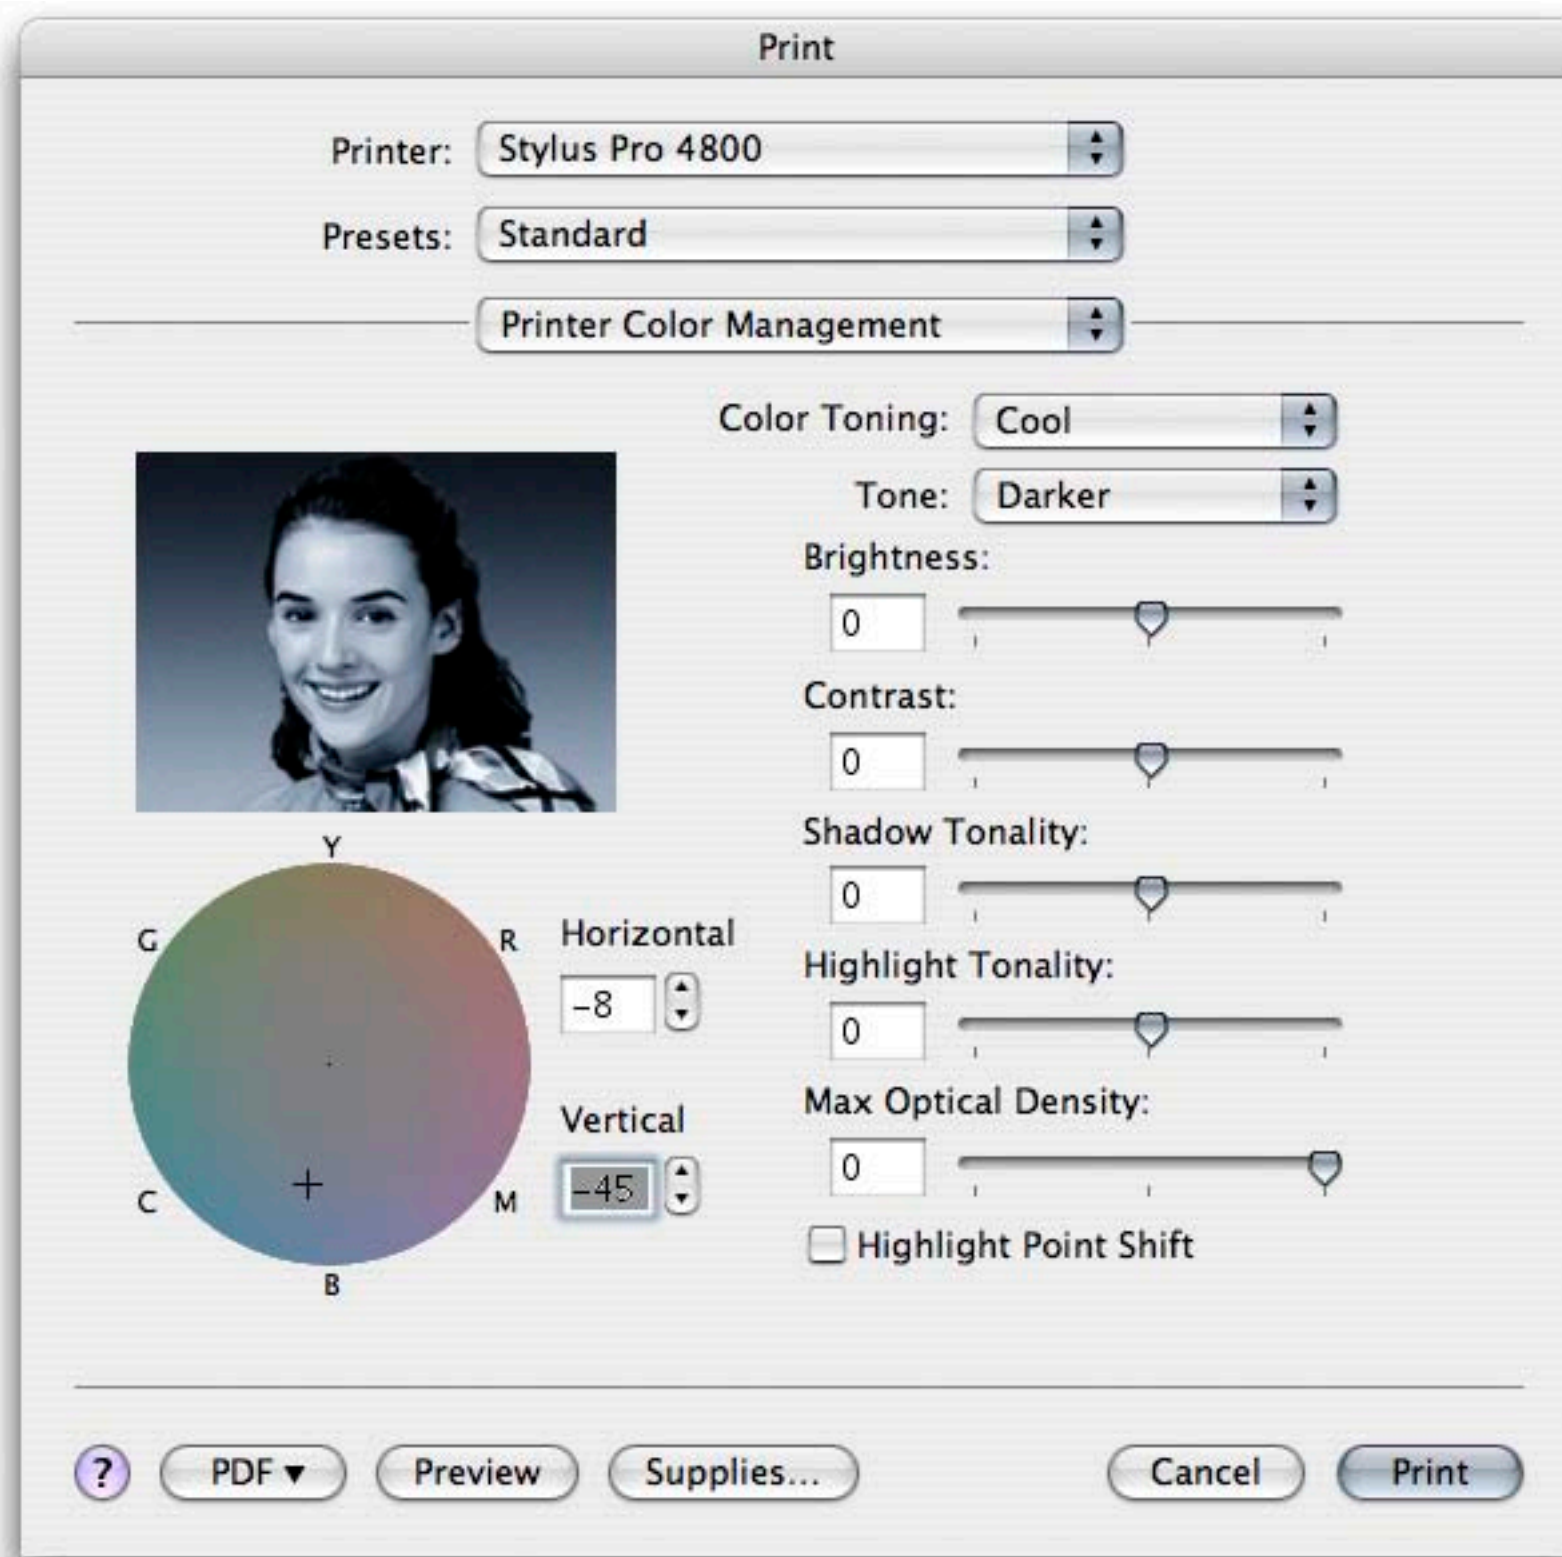 Print
Printer: Stylus Pro 4800
Presets: Standard
Printer Color Management
Color Toning: Cool
Tone: Darker
Brightness:
0
Contrast:
0
Shadow Tonality:
0
Highlight Tonality:
0
Max Optical Density:
0
Highlight Point Shift
Y
G R
C M
B
Horizontal
-8
Vertical
-45
? PDF ▼ Preview Supplies... Cancel Print